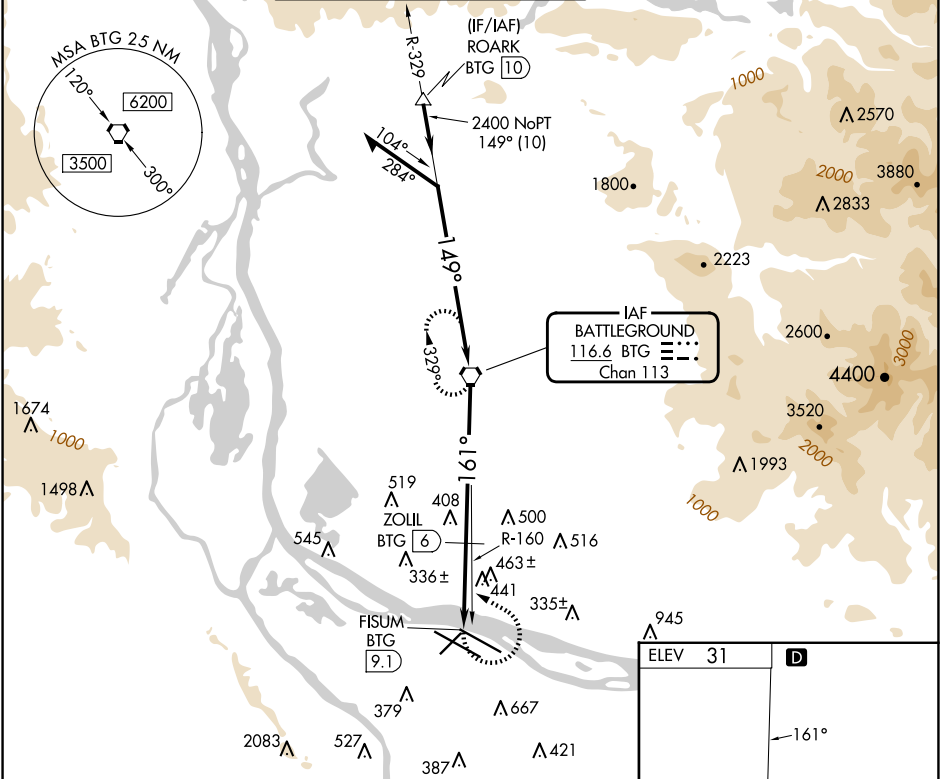 MSA BTG 25 NM
120°
6200
3500
300°
R-329
(IF/IAF)
ROARK
BTG 10
2400 NoPT
149° (10)
104°
284°
149°
329°
IAF
BATTLEGROUND
116.6 BTG
Chan 113
161°
1000
2570
2000
3880
2833
1800
2223
2600
3000
4400
3520
2000
1993
1000
1674
1000
1498
519
408
500
ZOLIL
BTG 6
R-160
516
545
336±
463±
441
335±
FISUM
BTG
9.1
945
ELEV 31
D
161°
379
667
2083
527
387
421